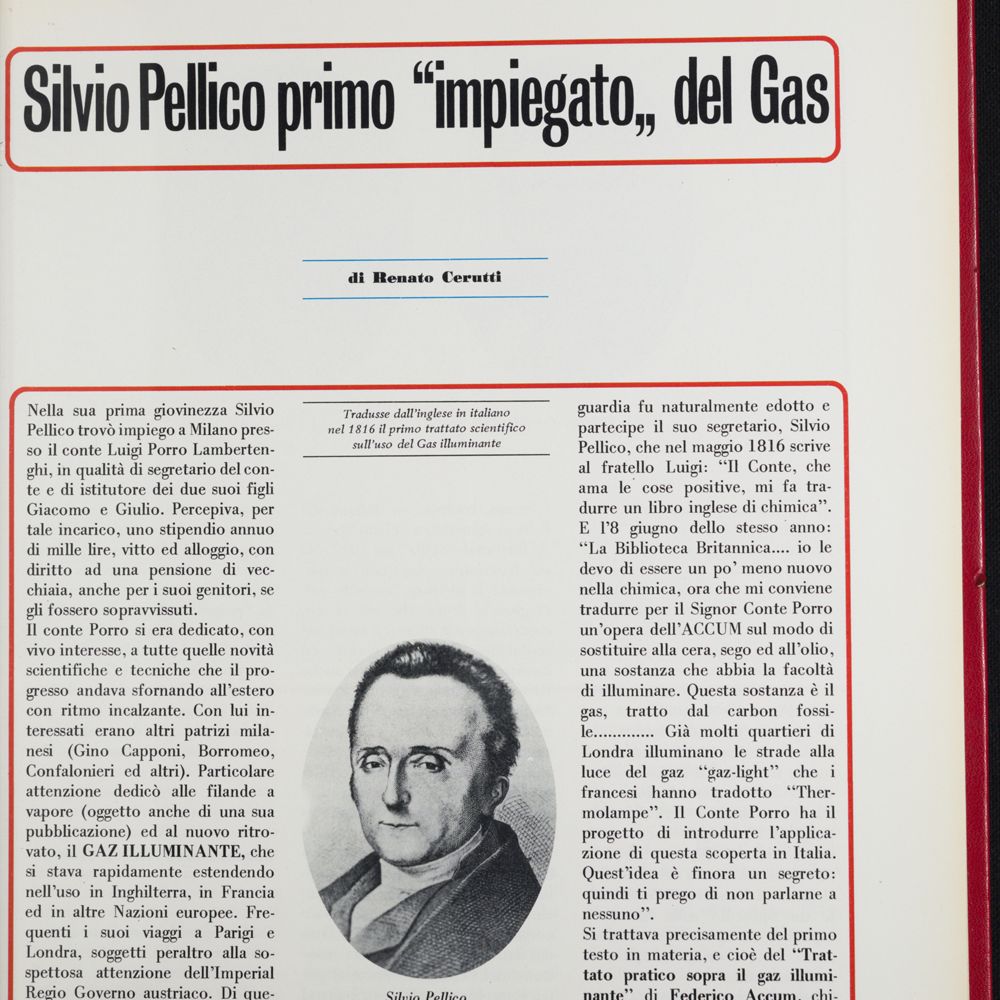 Silvio Pellico primo “impiegato„ del Gas
di Renato Cerutti
Nella sua prima giovinezza Silvio
Pellico trovò impiego a Milano pres-
so il conte Luigi Porro Lamberten-
ghi, in qualità di segretario del con-
te e di istitutore dei due suoi figli
Giacomo e Giulio. Percepiva, per
tale incarico, uno stipendio annuo
di mille lire, vitto ed alloggio, con
diritto ad una pensione di vec-
chiaia, anche per i suoi genitori, se
gli fossero sopravvissuti.
Il conte Porro si era dedicato, con
vivo interesse, a tutte quelle novità
scientifiche e tecniche che il pro-
gresso andava sfornando all'estero
con ritmo incalzante. Con lui in-
teressati erano altri patrizi mila-
nesi (Gino Capponi, Borromeo,
Confalonieri ed altri). Particolare
attenzione dedicò alle filande a
vapore (oggetto anche di una sua
pubblicazione) ed al nuovo ritro-
vato, il GAZ ILLUMINANTE, che
si stava rapidamente estendendo
nell'uso in Inghilterra, in Francia
ed in altre Nazioni europee. Fre-
quenti i suoi viaggi a Parigi e
Londra, soggetti peraltro alla so-
spettosa attenzione dell'Imperial
Regio Governo austriaco. Di que-
Tradusse dall'inglese in italiano
nel 1816 il primo trattato scientifico
sull'uso del Gas illuminante
Silvio Pellico
guardia fu naturalmente edotto e
partecipe il suo segretario, Silvio
Pellico, che nel maggio 1816 scrive
al fratello Luigi: “Il Conte, che
ama le cose positive, mi fa tra-
durre un libro inglese di chimica”.
E l'8 giugno dello stesso anno:
“La Biblioteca Britannica.... io le
devo di essere un po' meno nuovo
nella chimica, ora che mi conviene
tradurre per il Signor Conte Porro
un'opera dell'ACCUM sul modo di
sostituire alla cera, sego ed all'olio,
una sostanza che abbia la facoltà
di illuminare. Questa sostanza è il
gas, tratto dal carbon fossi-
le............. Già molti quartieri di
Londra illuminano le strade alla
luce del gaz “gaz-light” che i
francesi hanno tradotto “Ther-
molampe”. Il Conte Porro ha il
progetto di introdurre l'applica-
zione di questa scoperta in Italia.
Quest'idea è finora un segreto:
quindi ti prego di non parlarne a
nessuno”.
Si trattava precisamente del primo
testo in materia, e cioè del “Trat-
tato pratico sopra il gaz illumi-
nante” di Federico Accum, chi-